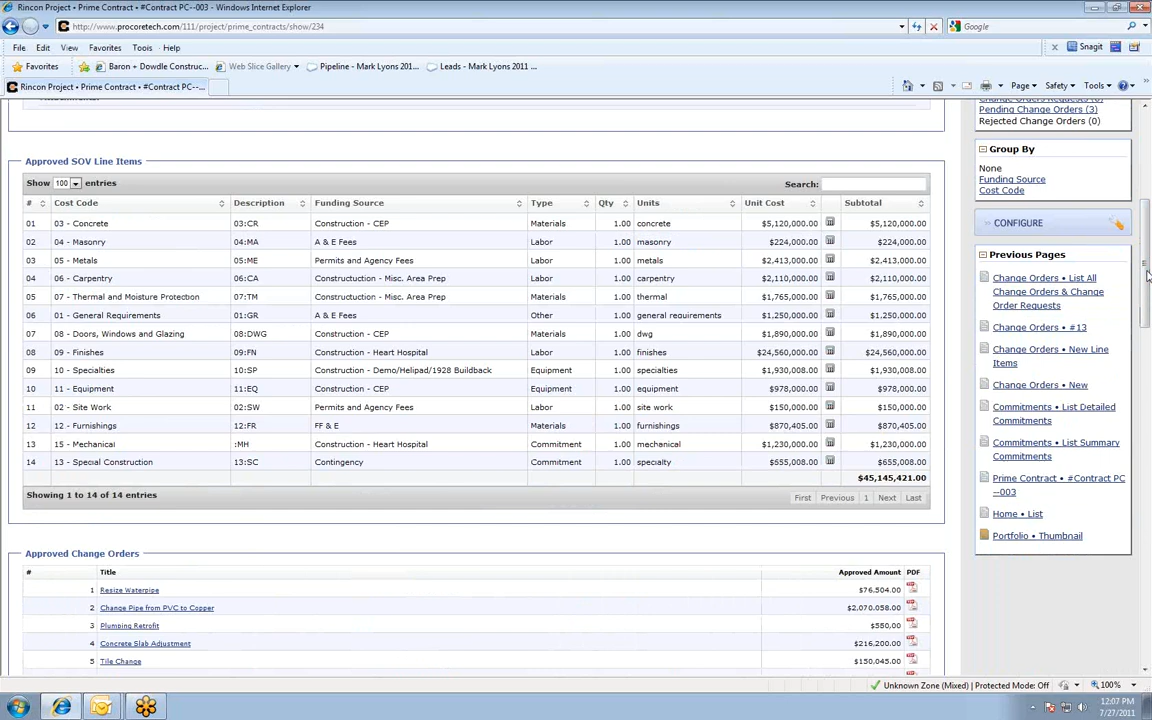 Rincon Project • Prime Contract • #Contract PC--003 - Windows Internet Explorer
http://www.procoretech.com/111/project/prime_contracts/show/234
Google
File Edit View Favorites Tools Help
Snagit
Favorites Baron + Dowdle Construc... Web Slice Gallery Pipeline - Mark Lyons 201... Leads - Mark Lyons 2011 ...
Rincon Project • Prime Contract • #Contract PC--...
Page Safety Tools
Change Orders Requests (0)
Pending Change Orders (3)
Rejected Change Orders (0)
Group By
None
Funding Source
Cost Code
CONFIGURE
Previous Pages
Change Orders • List All
Change Orders & Change
Order Requests
Change Orders • #13
Change Orders • New Line
Items
Change Orders • New
Commitments • List Detailed
Commitments
Commitments • List Summary
Commitments
Prime Contract • #Contract PC
--003
Home • List
Portfolio • Thumbnail
Approved SOV Line Items
Show 100 entries Search:
# Cost Code Description Funding Source Type Qty Units Unit Cost Subtotal
01 03 - Concrete 03:CR Construction - CEP Materials 1.00 concrete $5,120,000.00 $5,120,000.00
02 04 - Masonry 04:MA A & E Fees Labor 1.00 masonry $224,000.00 $224,000.00
03 05 - Metals 05:ME Permits and Agency Fees Labor 1.00 metals $2,413,000.00 $2,413,000.00
04 06 - Carpentry 06:CA Constructuction - Misc. Area Prep Labor 1.00 carpentry $2,110,000.00 $2,110,000.00
05 07 - Thermal and Moisture Protection 07:TM Constructuction - Misc. Area Prep Materials 1.00 thermal $1,765,000.00 $1,765,000.00
06 01 - General Requirements 01:GR A & E Fees Other 1.00 general requirements $1,250,000.00 $1,250,000.00
07 08 - Doors, Windows and Glazing 08:DWG Construction - CEP Materials 1.00 dwg $1,890,000.00 $1,890,000.00
08 09 - Finishes 09:FN Construction - Heart Hospital Labor 1.00 finishes $24,560,000.00 $24,560,000.00
09 10 - Specialties 10:SP Construction - Demo/Helipad/1928 Buildback Equipment 1.00 specialties $1,930,008.00 $1,930,008.00
10 11 - Equipment 11:EQ Construction - CEP Equipment 1.00 equipment $978,000.00 $978,000.00
11 02 - Site Work 02:SW Permits and Agency Fees Labor 1.00 site work $150,000.00 $150,000.00
12 12 - Furnishings 12:FR FF & E Materials 1.00 furnishings $870,405.00 $870,405.00
13 15 - Mechanical :MH Construction - Heart Hospital Commitment 1.00 mechanical $1,230,000.00 $1,230,000.00
14 13 - Special Construction 13:SC Contingency Commitment 1.00 specialty $655,008.00 $655,008.00
$45,145,421.00
Showing 1 to 14 of 14 entries First Previous 1 Next Last
Approved Change Orders
# Title Approved Amount PDF
1 Resize Waterpipe $76,504.00
2 Change Pipe from PVC to Copper $2,070,058.00
3 Plumping Retrofit $580.00
4 Concrete Slab Adjustment $216,200.00
5 Tile Change $150,045.00
Unknown Zone (Mixed) | Protected Mode: Off 100%
12:07 PM
7/27/2011